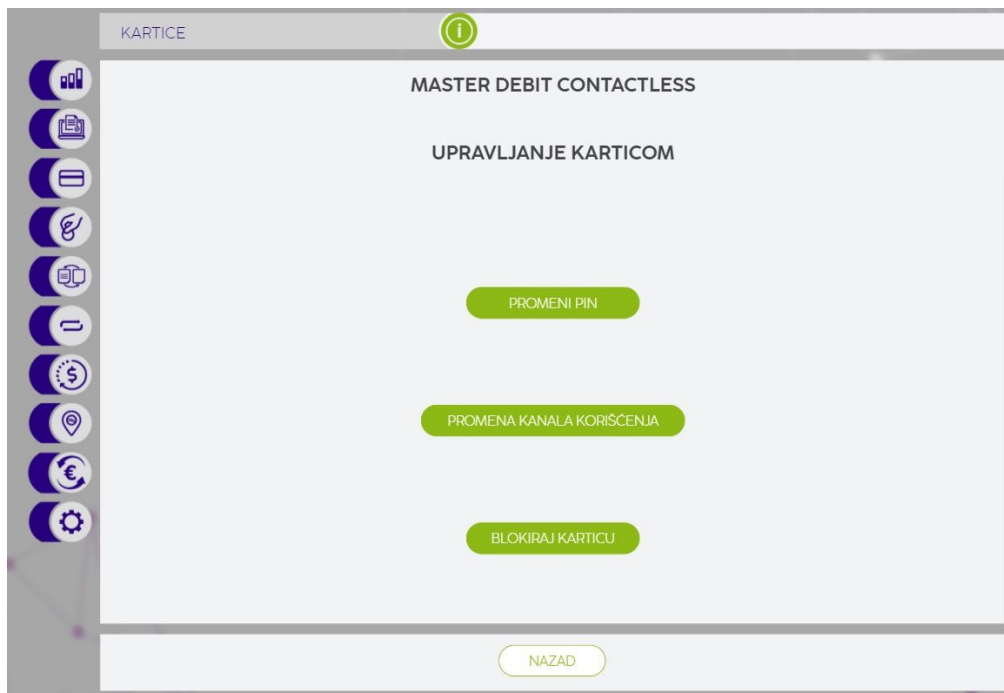 KARTICE
MASTER DEBIT CONTACTLESS
UPRAVLJANJE KARTICOM
PROMENI PIN
PROMENA KANALA KORIŠĆENJA
BLOKIRAJ KARTICU
NAZAD